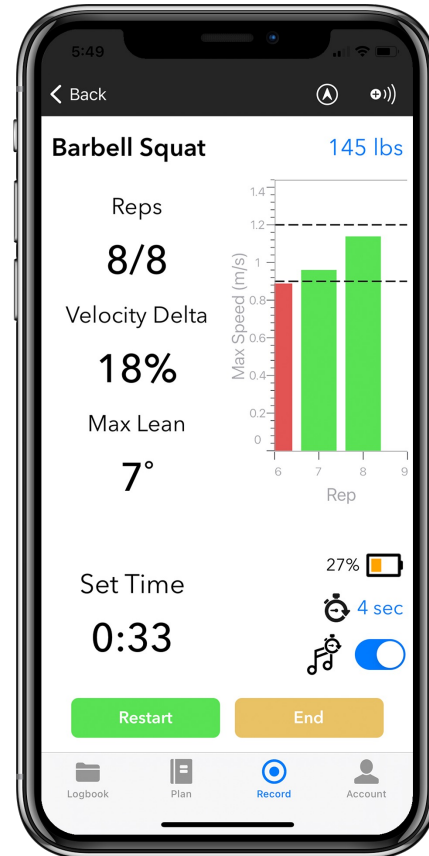 5:49
Back
Barbell Squat
145 lbs
Reps
8/8
Velocity Delta
18%
Max Lean
7°
Max Speed (m/s)
1.4
1.2
1
0.8
0.6
0.4
0.2
0
6 7 8 9
Rep
Set Time
0:33
27%
4 sec
Restart
End
Logbook
Plan
Record
Account